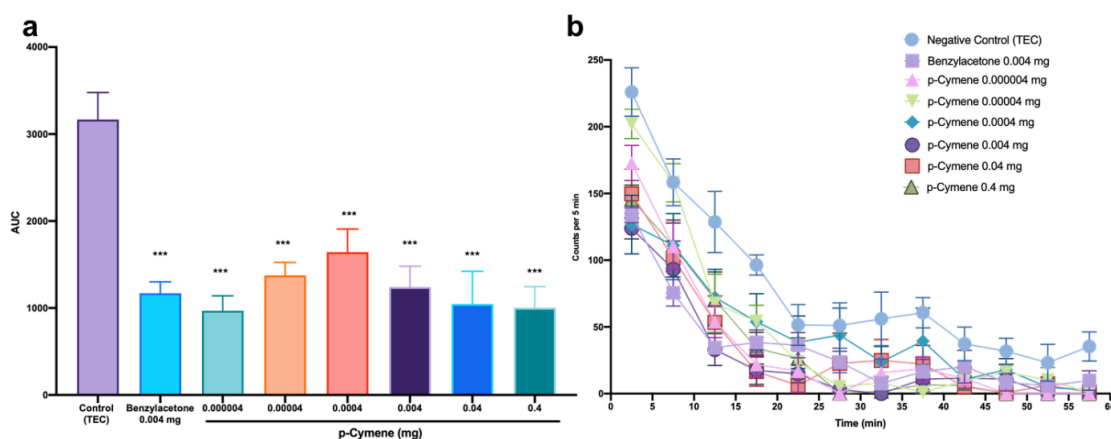 a
4000
3000
2000
1000
0
AUC
***
***
***
***
***
***
***
Control
(TEC)
Benzylacetone
0.004 mg
0.000004
0.00004
0.0004
0.004
0.04
0.4
p-Cymene (mg)
b
250
200
150
100
50
0
Counts per 5 min
0
5
10
15
20
25
30
35
40
45
50
55
60
Time (min)
Negative Control (TEC)
Benzylacetone 0.004 mg
p-Cymene 0.000004 mg
p-Cymene 0.00004 mg
p-Cymene 0.0004 mg
p-Cymene 0.004 mg
p-Cymene 0.04 mg
p-Cymene 0.4 mg